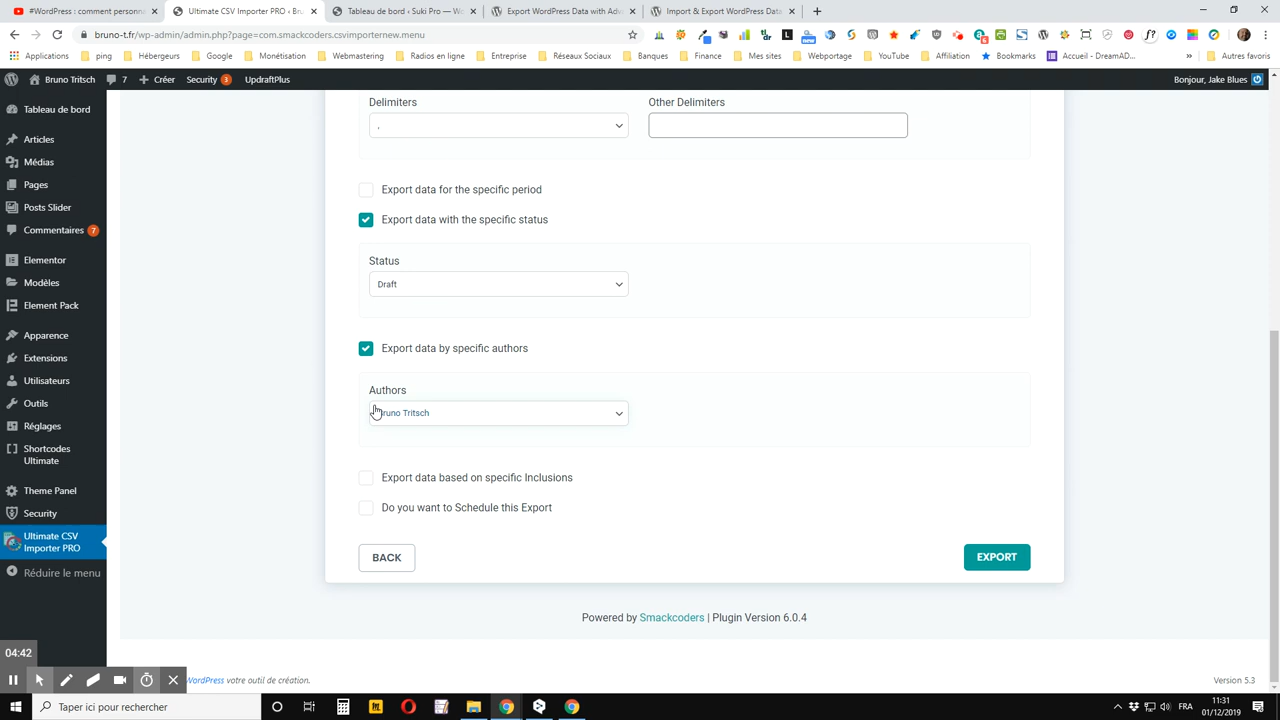 #WordPress : comment personna
Ultimate CSV Importer PRO ‹ Bru
Tableau de bord ‹ Suki Pro — Wo
Export WordPress Data with Adv
Import & Export WordPress Data
bruno-t.fr/wp-admin/admin.php?page=com.smackcoders.csvimporternew.menu
Applications ping Hébergeurs Google Monétisation Webmastering Radios en ligne Entreprise Réseaux Sociaux Banques Finance Mes sites Webportage YouTube Affiliation Bookmarks Accueil - DreamAD... » Autres favoris
Bruno Tritsch 7 Créer Security 3 UpdraftPlus Bonjour, Jake Blues
Tableau de bord
Articles
Médias
Pages
Posts Slider
Commentaires 7
Elementor
Modèles
Element Pack
Apparence
Extensions
Utilisateurs
Outils
Réglages
Shortcodes
Ultimate
Theme Panel
Security
Ultimate CSV
Importer PRO
Réduire le menu
Delimiters Other Delimiters
,
Export data for the specific period
Export data with the specific status
Status
Draft
Export data by specific authors
Authors
Bruno Tritsch
Export data based on specific Inclusions
Do you want to Schedule this Export
BACK EXPORT
Powered by Smackcoders | Plugin Version 6.0.4
04:42
WordPress votre outil de création. Version 5.3
Taper ici pour rechercher
FRA
11:31
01/12/2019